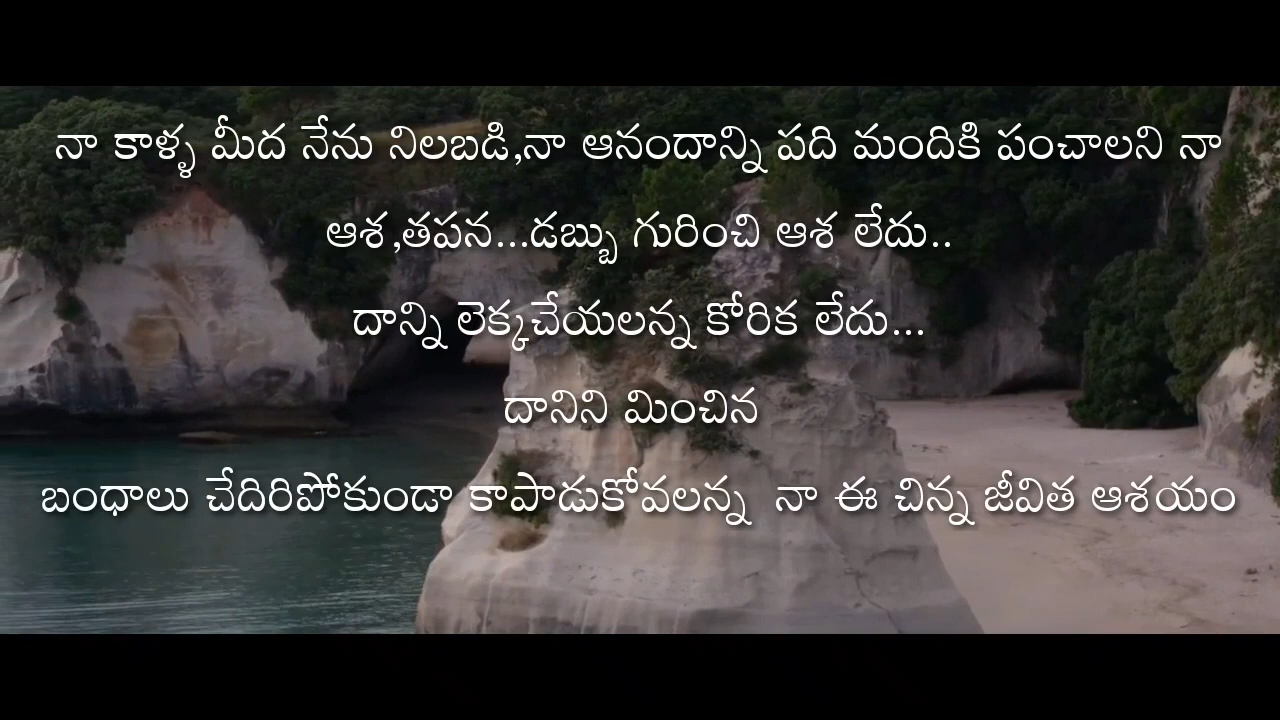 నా కాళ్ళ మీద నేను నిలబడి,నా ఆనందాన్ని పది మందికి పంచాలని నా
ఆశ,తపన...డబ్బు గురించి ఆశ లేదు..
దాన్ని లెక్కచేయలన్న కోరిక లేదు...
దానిని మించిన
బంధాలు చేదిరిపోకుండా కాపాడుకోవలన్న  నా ఈ చిన్న జీవిత ఆశయం